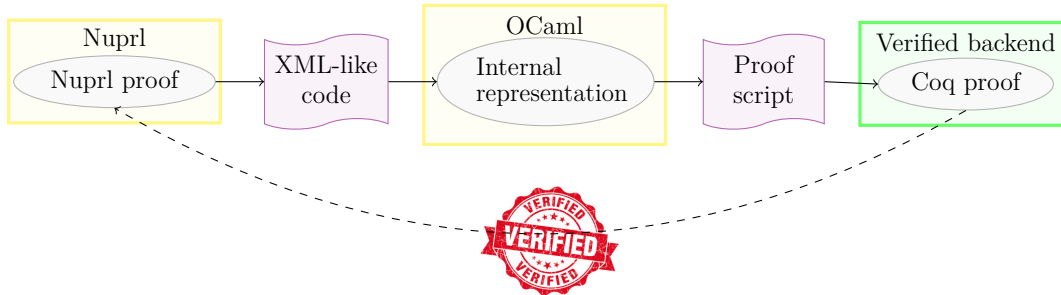 Nuprl
Nuprl proof
XML-like
code
OCaml
Internal
representation
Proof
script
Verified backend
Coq proof
VERIFIED
VERIFIED
VERIFIED